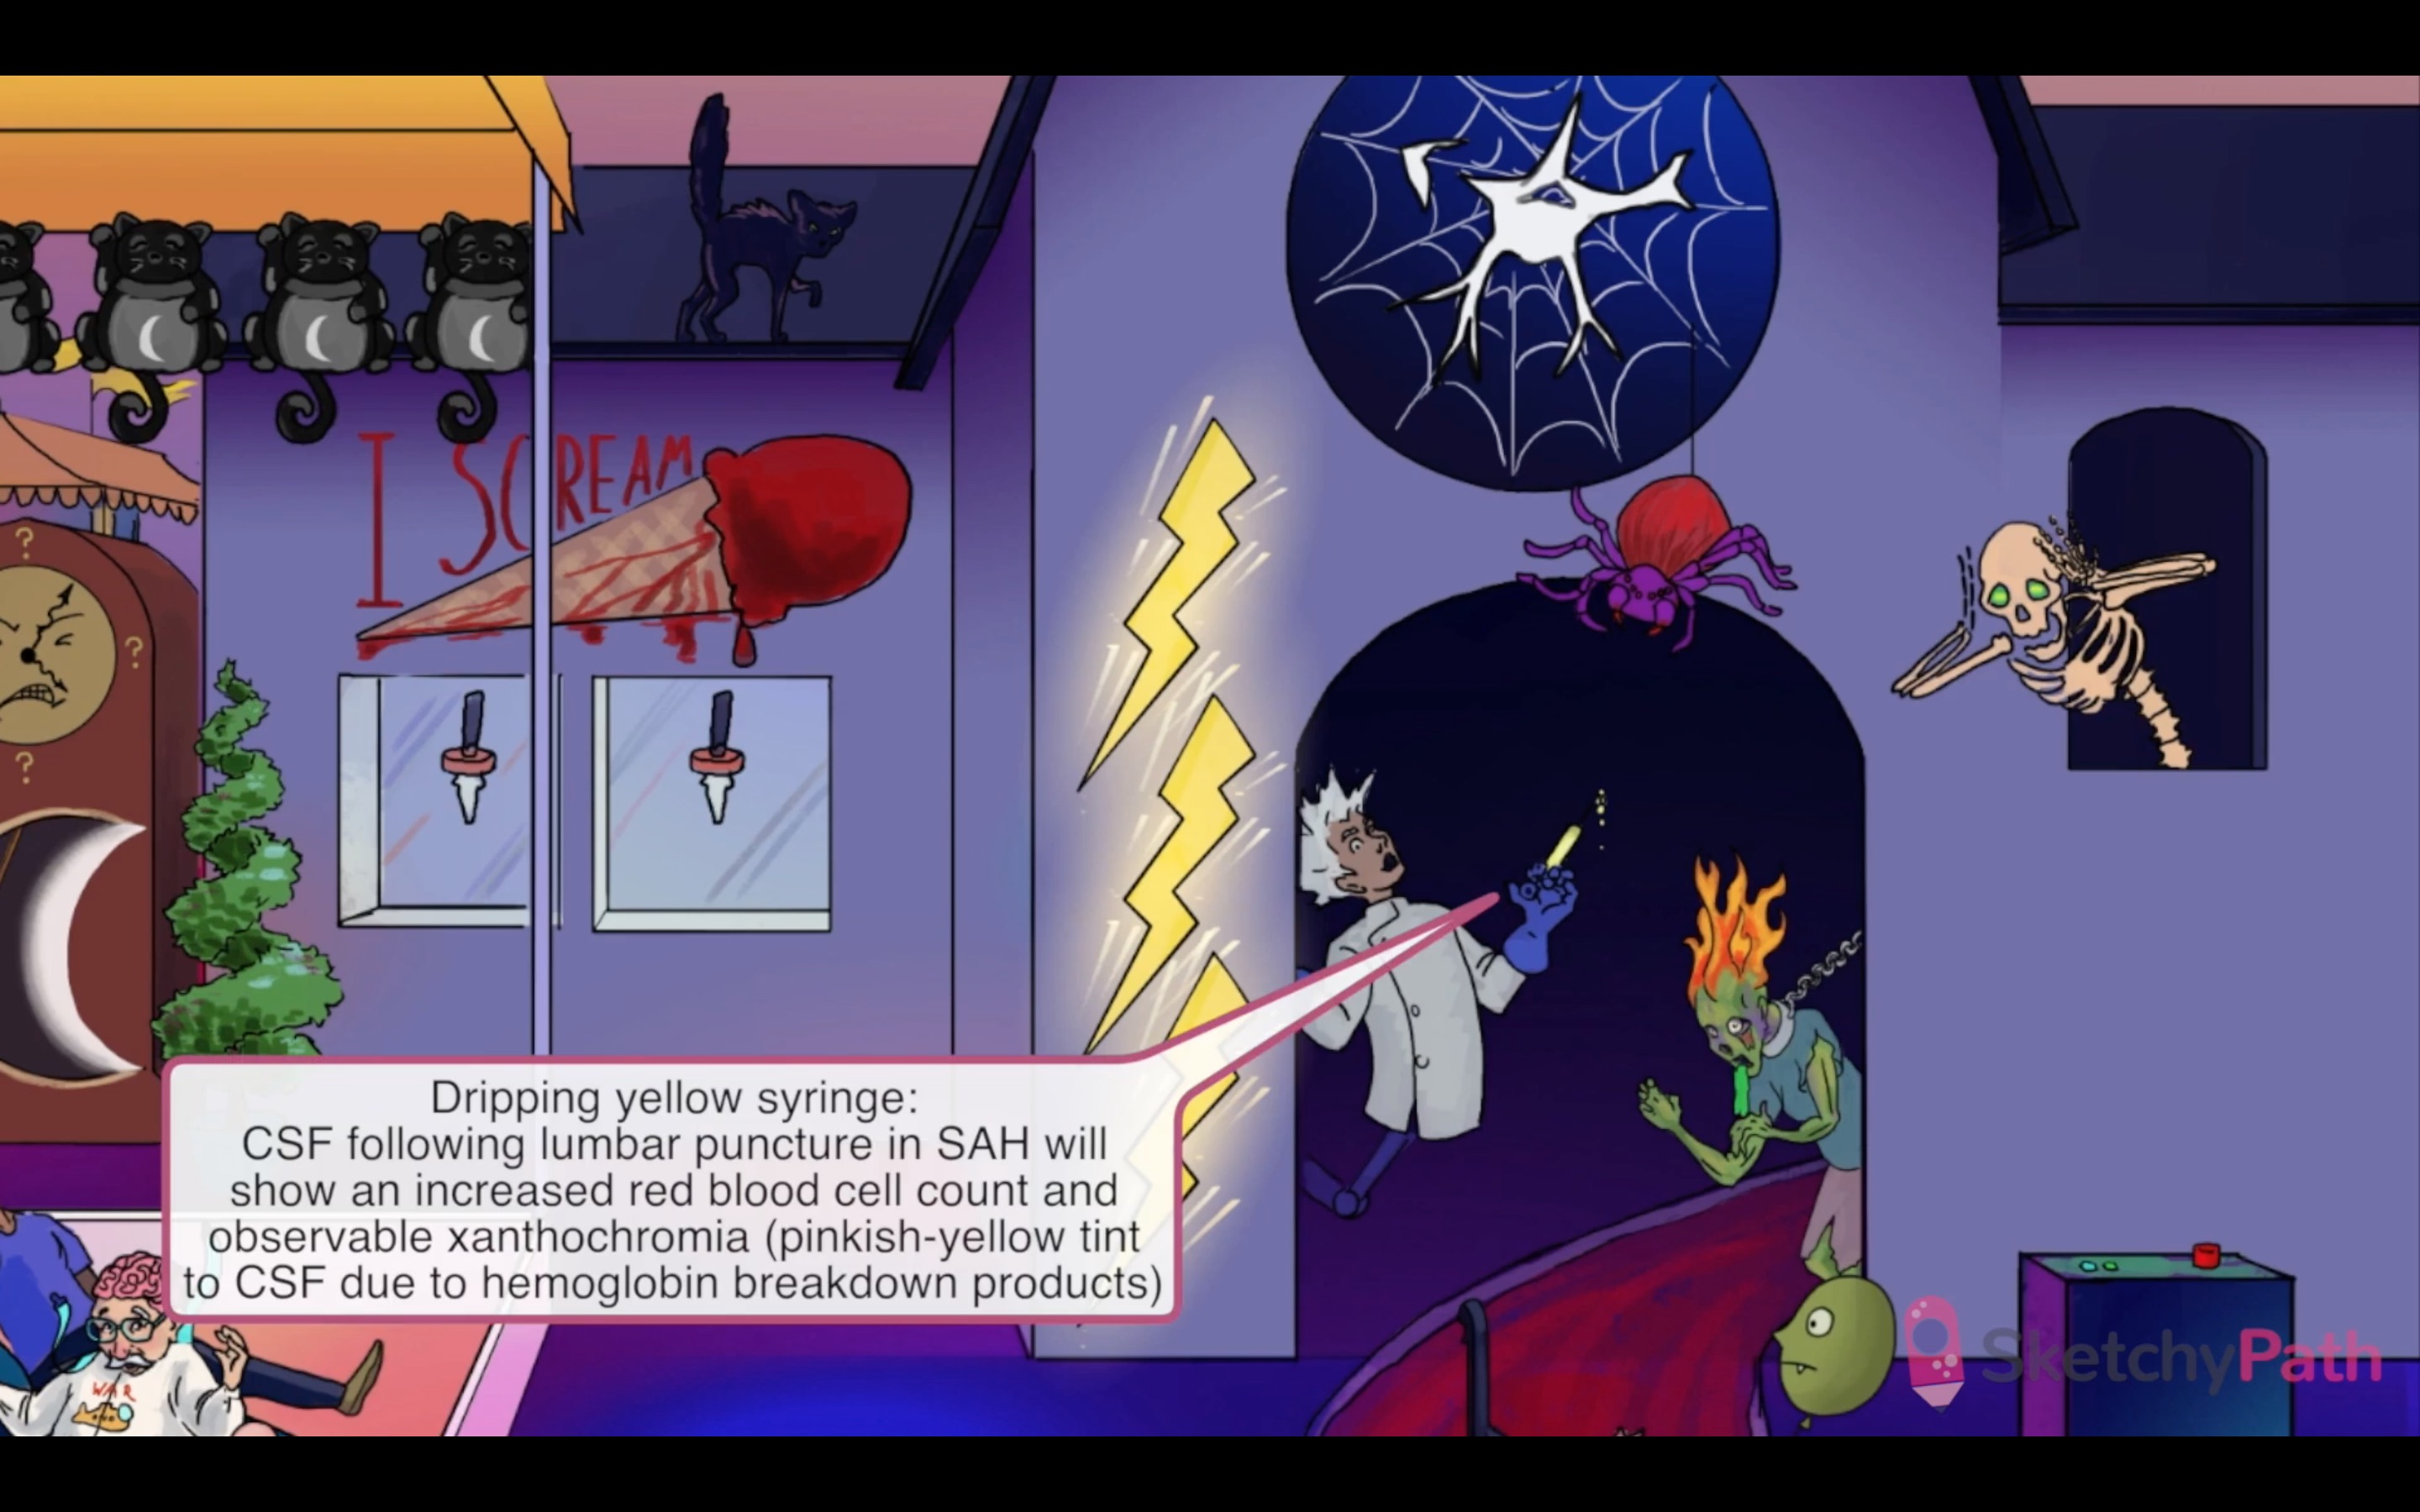 I SCREAM
?
?
?
Dripping yellow syringe:
CSF following lumbar puncture in SAH will
show an increased red blood cell count and
observable xanthochromia (pinkish-yellow tint
to CSF due to hemoglobin breakdown products)
WAR
SketchyPath